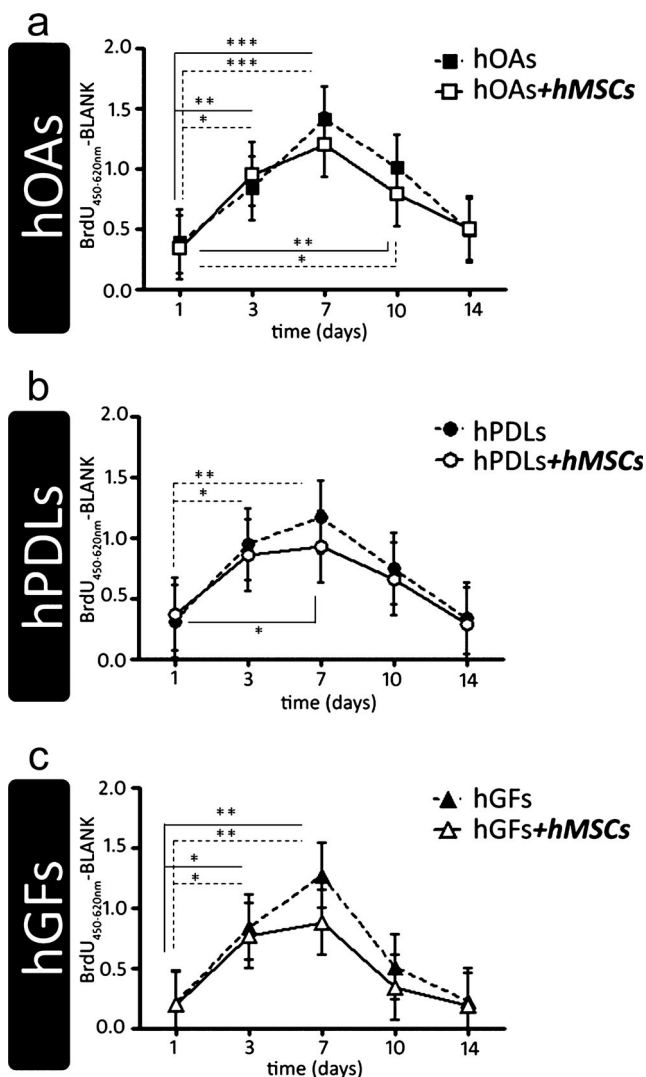 a
hOAs
BrdU450-620nm-BLANK
2.0
1.5
1.0
0.5
0.0
***
***
**
*
**
*
hOAs
hOAs+hMSCs
1 3 7 10 14
time (days)
b
hPDLs
BrdU450-620nm-BLANK
2.0
1.5
1.0
0.5
0.0
**
*
*
hPDLs
hPDLs+hMSCs
1 3 7 10 14
time (days)
c
hGFs
BrdU450-620nm-BLANK
2.0
1.5
1.0
0.5
0.0
**
**
*
*
hGFs
hGFs+hMSCs
1 3 7 10 14
time (days)